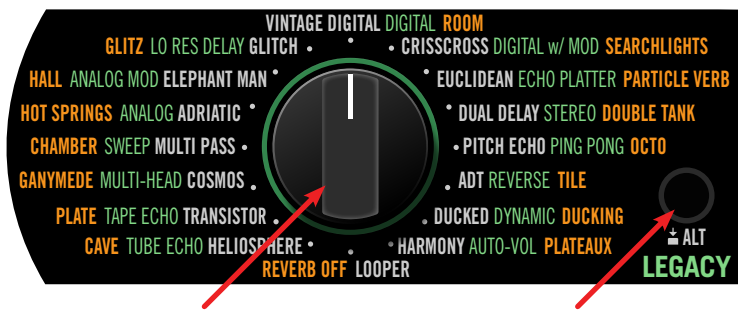 VINTAGE DIGITAL DIGITAL ROOM
GLITZ LO RES DELAY GLITCH
CRISSCROSS DIGITAL w/ MOD SEARCHLIGHTS
HALL ANALOG MOD ELEPHANT MAN
EUCLIDEAN ECHO PLATTER PARTICLE VERB
HOT SPRINGS ANALOG ADRIATIC
DUAL DELAY STEREO DOUBLE TANK
CHAMBER SWEEP MULTI PASS
PITCH ECHO PING PONG OCTO
GANYMEDE MULTI-HEAD COSMOS
ADT REVERSE TILE
PLATE TAPE ECHO TRANSISTOR
DUCKED DYNAMIC DUCKING
CAVE TUBE ECHO HELIOSPHERE
HARMONY AUTO-VOL PLATEAUX
REVERB OFF LOOPER
ALT
LEGACY